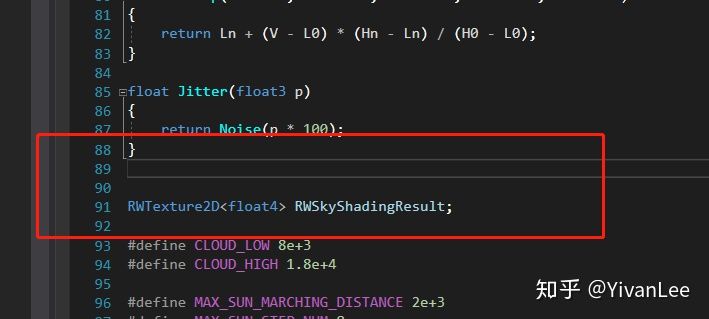 81 {
82 return Ln + (V - L0) * (Hn - Ln) / (H0 - L0);
83 }
84
85 float Jitter(float3 p)
86 {
87 return Noise(p * 100);
88 }
89
90
91 RWTexture2D<float4> RWSkyShadingResult;
92
93 #define CLOUD_LOW 8e+3
94 #define CLOUD_HIGH 1.8e+4
95
96 #define MAX_SUN_MARCHING_DISTANCE 2e+3
知乎 @YivanLee